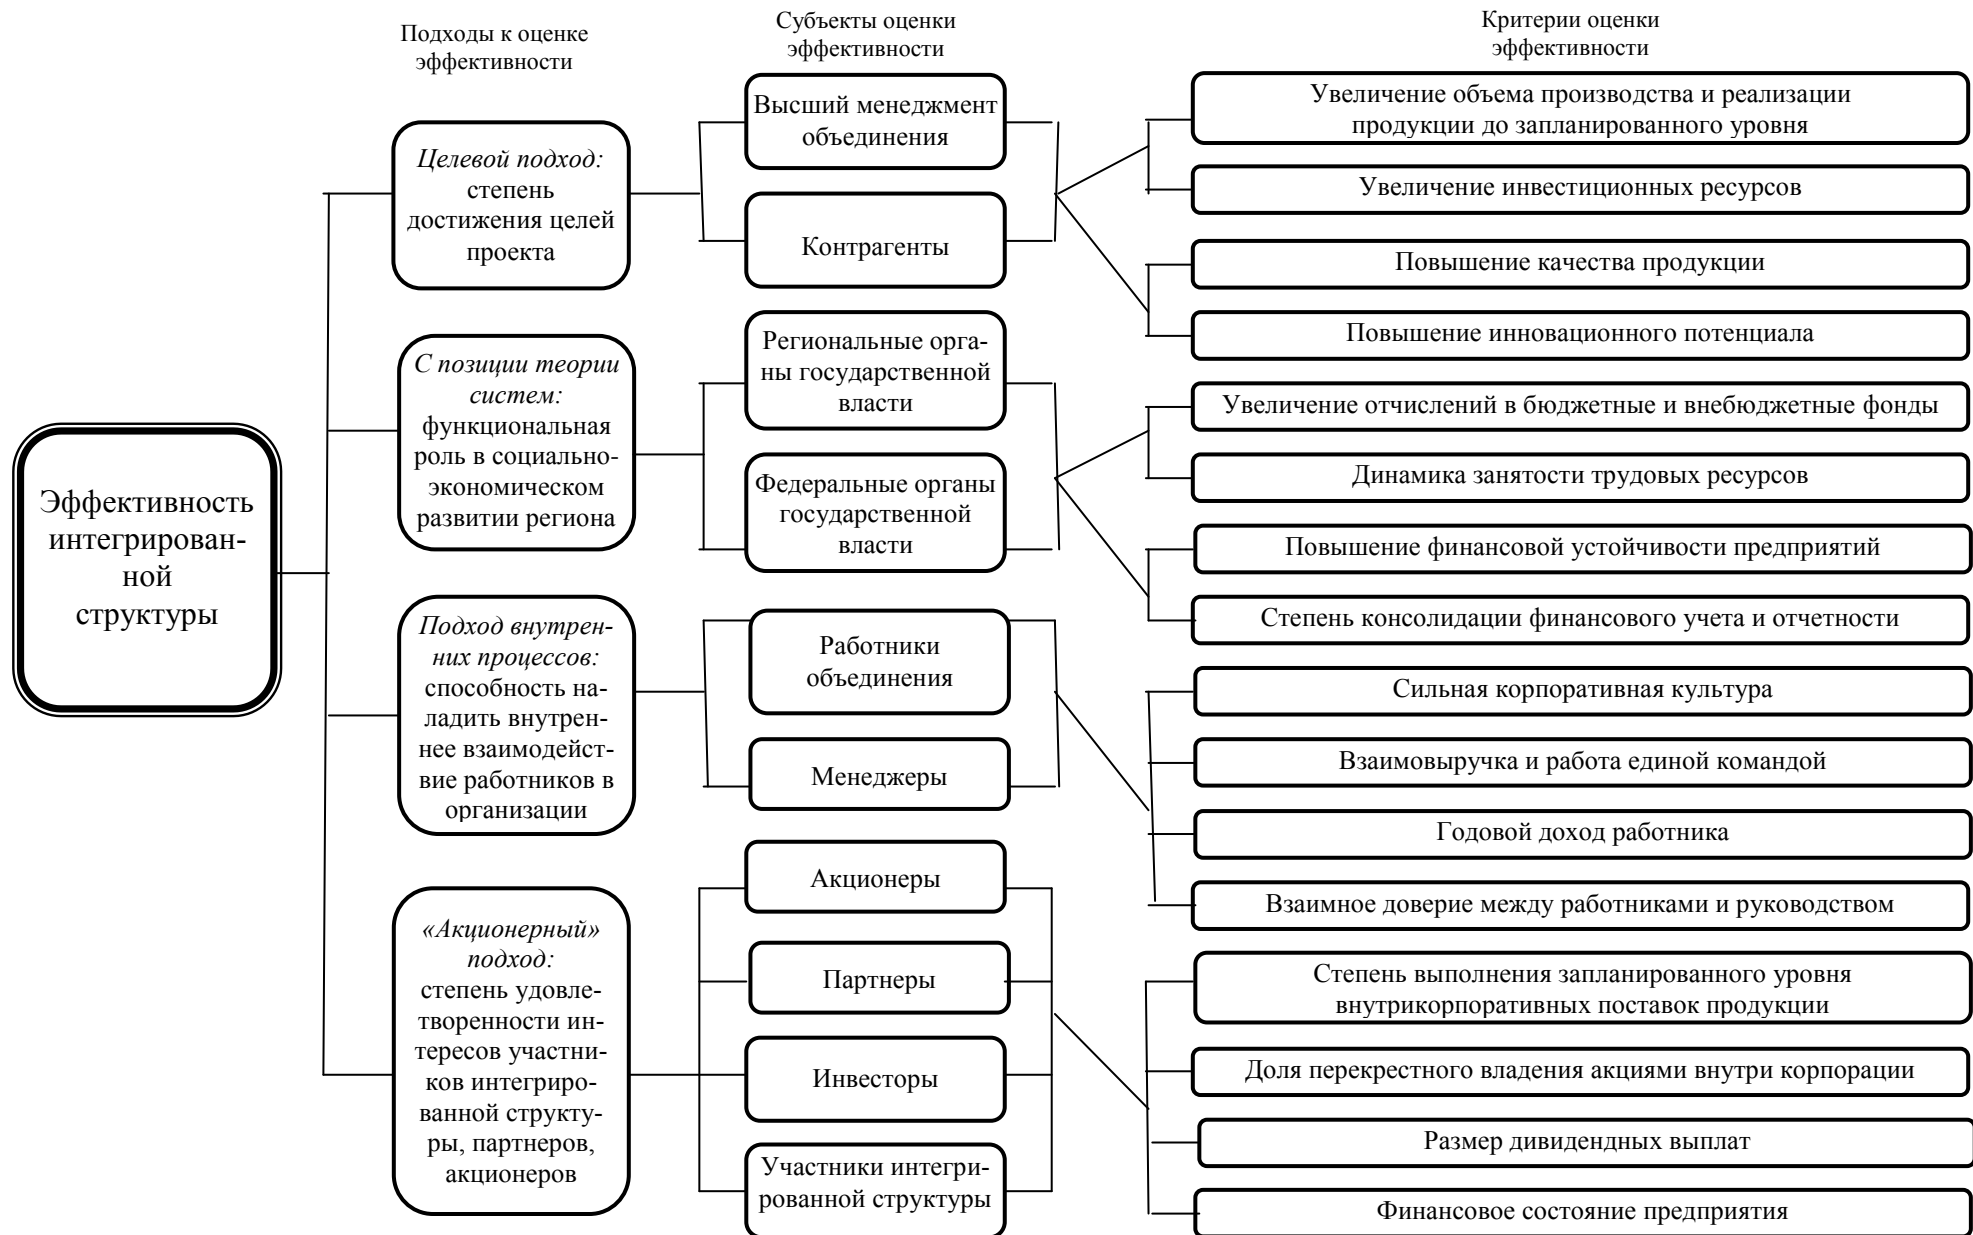 Подходы к оценке
эффективности
Субъекты оценки
эффективности
Критерии оценки
эффективности
Эффективность
интегрирован-
ной
структуры
Целевой подход:
степень
достижения целей
проекта
Высший менеджмент
объединения
Контрагенты
Увеличение объема производства и реализации
продукции до запланированного уровня
Увеличение инвестиционных ресурсов
Повышение качества продукции
Повышение инновационного потенциала
С позиции теории
систем:
функциональная
роль в социально-
экономическом
развитии региона
Региональные орга-
ны государственной
власти
Федеральные органы
государственной
власти
Увеличение отчислений в бюджетные и внебюджетные фонды
Динамика занятости трудовых ресурсов
Повышение финансовой устойчивости предприятий
Степень консолидации финансового учета и отчетности
Подход внутрен-
них процессов:
способность на-
ладить внутрен-
нее взаимодейст-
вие работников в
организации
Работники
объединения
Менеджеры
Сильная корпоративная культура
Взаимовыручка и работа единой командой
Годовой доход работника
Взаимное доверие между работниками и руководством
«Акционерный»
подход:
степень удовле-
творенности ин-
тересов участни-
ков интегриро-
ванной структу-
ры, партнеров,
акционеров
Акционеры
Партнеры
Инвесторы
Участники интегри-
рованной структуры
Степень выполнения запланированного уровня
внутрикорпоративных поставок продукции
Доля перекрестного владения акциями внутри корпорации
Размер дивидендных выплат
Финансовое состояние предприятия